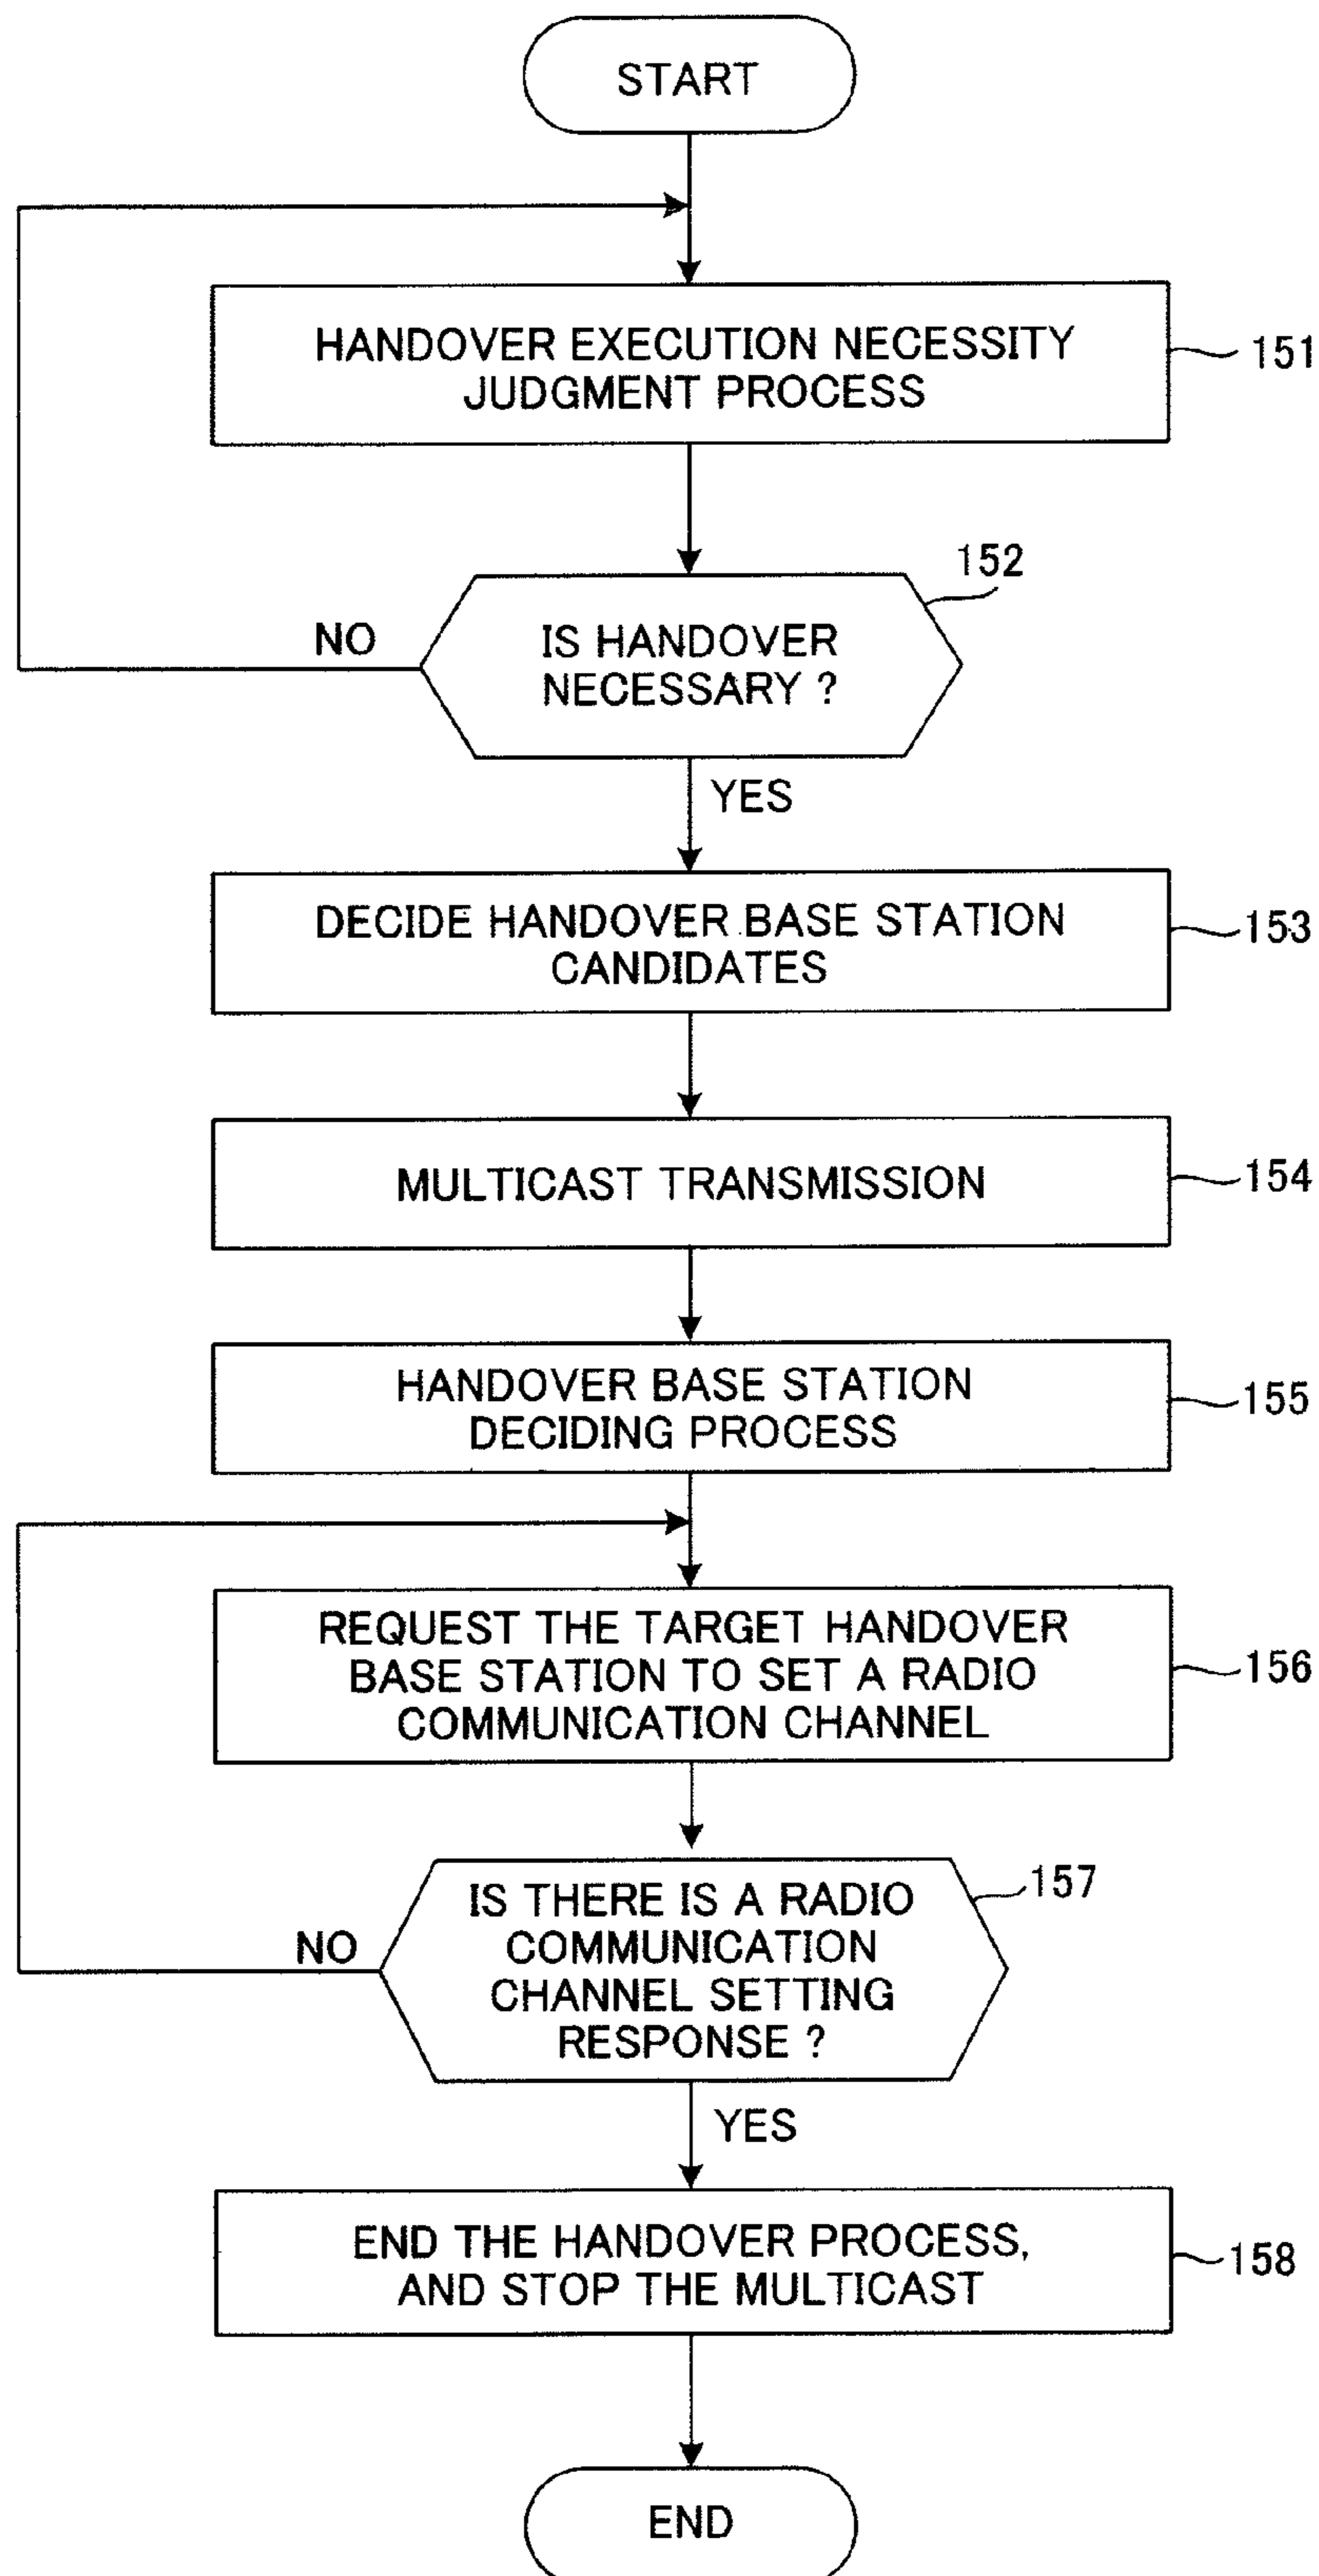 START
HANDOVER EXECUTION NECESSITY
JUDGMENT PROCESS
151
152
IS HANDOVER
NECESSARY ?
NO
YES
DECIDE HANDOVER BASE STATION
CANDIDATES
153
MULTICAST TRANSMISSION
154
HANDOVER BASE STATION
DECIDING PROCESS
155
REQUEST THE TARGET HANDOVER
BASE STATION TO SET A RADIO
COMMUNICATION CHANNEL
156
157
IS THERE IS A RADIO
COMMUNICATION
CHANNEL SETTING
RESPONSE ?
NO
YES
END THE HANDOVER PROCESS,
AND STOP THE MULTICAST
158
END